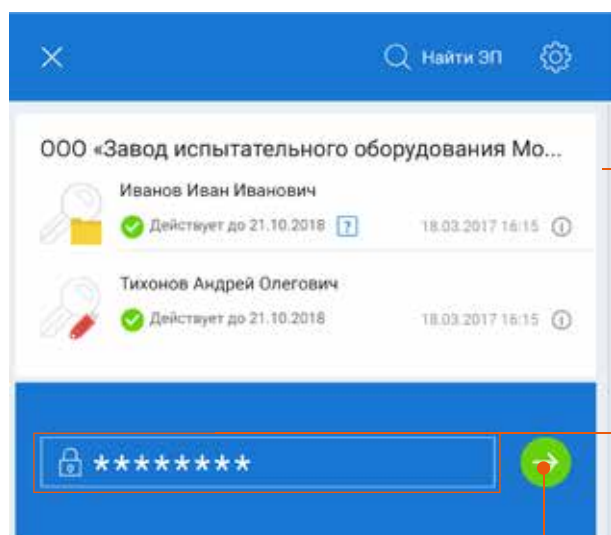 Найти ЭП
ООО «Завод испытательного оборудования Мо...
Иванов Иван Иванович
Действует до 21.10.2018 ? 18.03.2017 16:15
Тихонов Андрей Олегович
Действует до 21.10.2018 18.03.2017 16:15
********